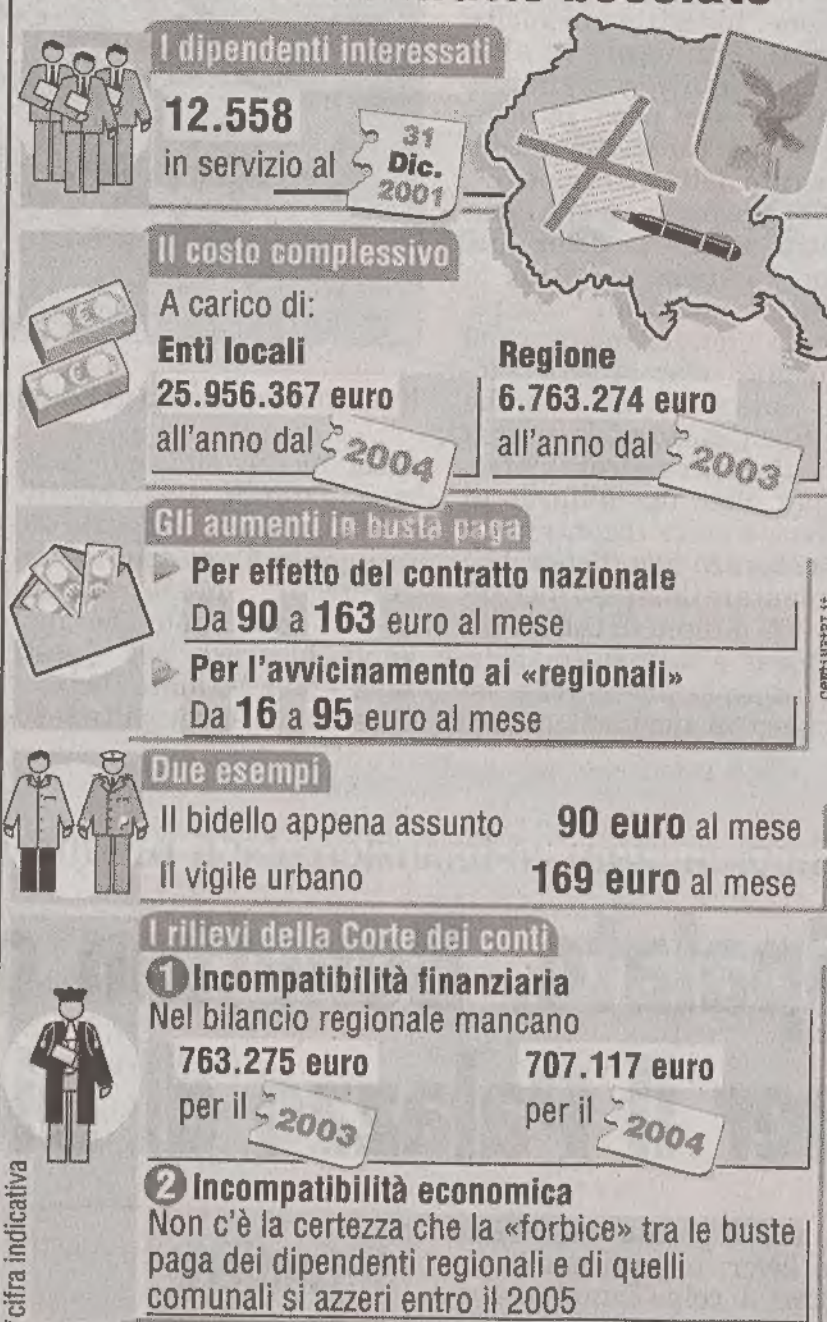 I dipendenti interessati
12.558
in servizio al 31 Dic. 2001
Il costo complessivo
A carico di:
Enti locali
25.956.367 euro
all'anno dal 2004
Regione
6.763.274 euro
all'anno dal 2003
Gli aumenti in busta paga
Per effetto del contratto nazionale
Da 90 a 163 euro al mese
Per l'avvicinamento ai «regionali»
Da 16 a 95 euro al mese
centimetri.it
Due esempi
Il bidello appena assunto 90 euro al mese
Il vigile urbano 169 euro al mese
I rilievi della Corte dei conti
1 Incompatibilità finanziaria
Nel bilancio regionale mancano
763.275 euro
per il 2003
707.117 euro
per il 2004
2 Incompatibilità economica
Non c'è la certezza che la «forbice» tra le buste
paga dei dipendenti regionali e di quelli
comunali si azzeri entro il 2005
cifra indicativa